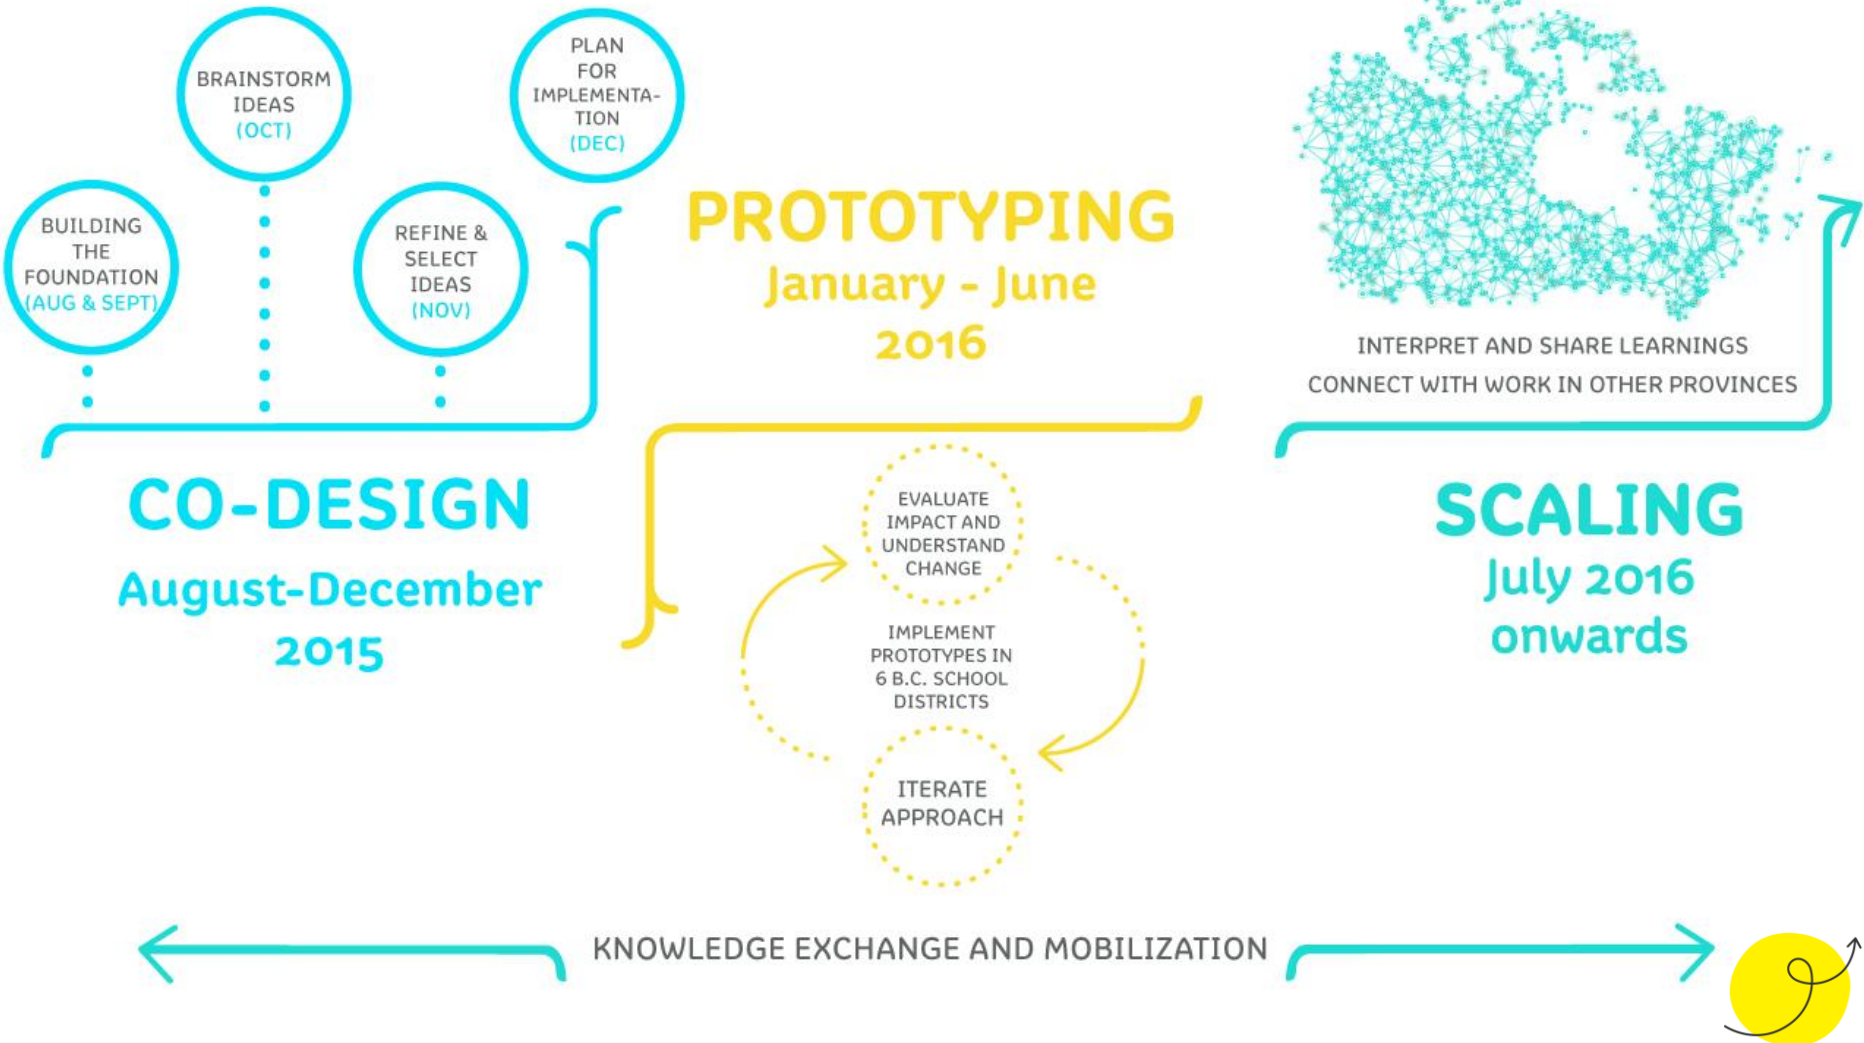 BUILDING
THE
FOUNDATION
(AUG & SEPT)
BRAINSTORM
IDEAS
(OCT)
REFINE &
SELECT
IDEAS
(NOV)
PLAN
FOR
IMPLEMENTA-
TION
(DEC)
CO-DESIGN
August-December
2015
PROTOTYPING
January - June
2016
EVALUATE
IMPACT AND
UNDERSTAND
CHANGE
IMPLEMENT
PROTOTYPES IN
6 B.C. SCHOOL
DISTRICTS
ITERATE
APPROACH
INTERPRET AND SHARE LEARNINGS
CONNECT WITH WORK IN OTHER PROVINCES
SCALING
July 2016
onwards
KNOWLEDGE EXCHANGE AND MOBILIZATION